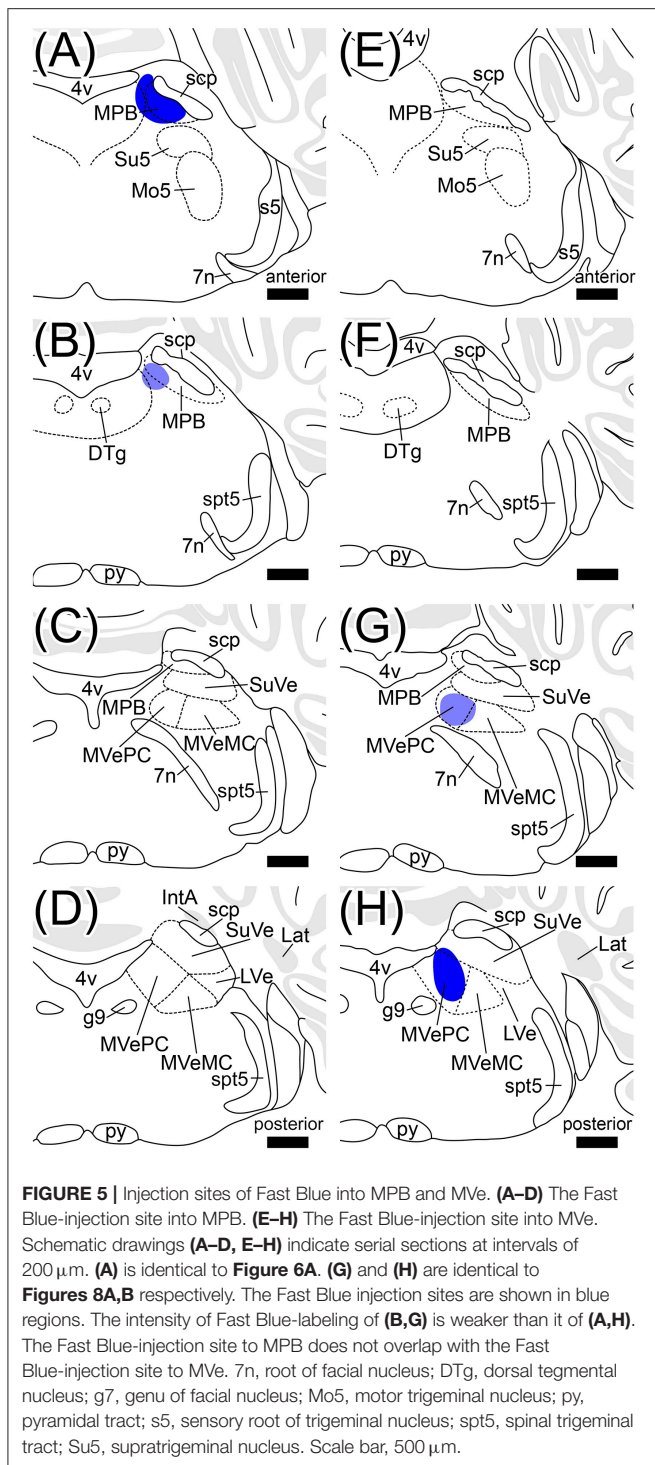 (A)
4v
scp
MPB
Su5
Mo5
s5
7n
anterior
(E)
4v
scp
MPB
Su5
Mo5
s5
7n
anterior
(B)
scp
4v
MPB
DTg
spt5
7n
py
(F)
4v
scp
MPB
DTg
7n
spt5
py
(C)
scp
4v
SuVe
MPB
MVePC
MVeMC
7n
spt5
py
(G)
4v
scp
MPB
SuVe
MVePC
7n
MVeMC
spt5
py
(D)
IntA
scp
SuVe
Lat
4v
LVe
g9
MVePC
MVeMC
spt5
py
posterior
(H)
scp
SuVe
Lat
4v
g9
MVePC
LVe
MVeMC
spt5
py
posterior
FIGURE 5 | Injection sites of Fast Blue into MPB and MVe. (A–D) The Fast
Blue-injection site into MPB. (E–H) The Fast Blue-injection site into MVe.
Schematic drawings (A–D, E–H) indicate serial sections at intervals of
200 µm. (A) is identical to Figure 6A. (G) and (H) are identical to
Figures 8A,B respectively. The Fast Blue injection sites are shown in blue
regions. The intensity of Fast Blue-labeling of (B,G) is weaker than it of (A,H).
The Fast Blue-injection site to MPB does not overlap with the Fast
Blue-injection site to MVe. 7n, root of facial nucleus; DTg, dorsal tegmental
nucleus; g7, genu of facial nucleus; Mo5, motor trigeminal nucleus; py,
pyramidal tract; s5, sensory root of trigeminal nucleus; spt5, spinal trigeminal
tract; Su5, supratrigeminal nucleus. Scale bar, 500 µm.